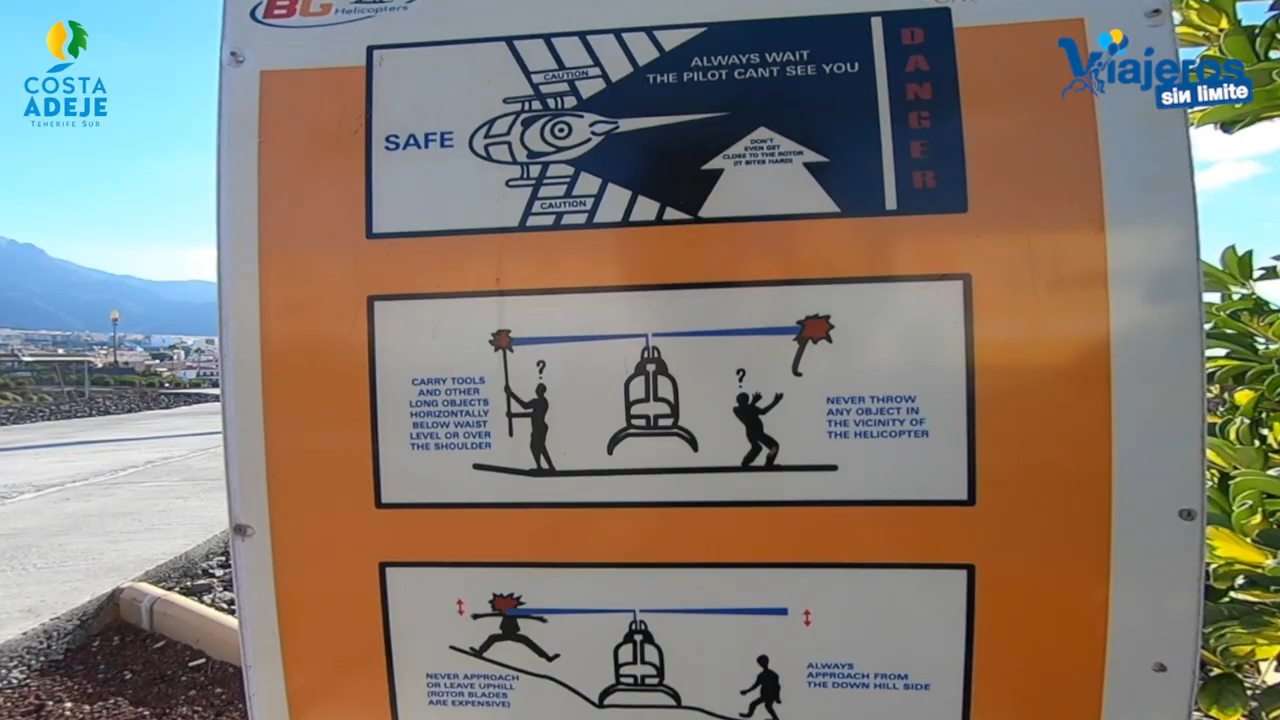 BG
Helicopters
COSTA
ADEJE
TENERIFE SUR
Viajeros
sin limite
ALWAYS WAIT
THE PILOT CANT SEE YOU
CAUTION
SAFE
DON'T
EVEN GET
CLOSE TO THE ROTOR
(IT BITES HARD)
CAUTION
DANGER
CARRY TOOLS
AND OTHER
LONG OBJECTS
HORIZONTALLY
BELOW WAIST
LEVEL OR OVER
THE SHOULDER
?
?
NEVER THROW
ANY OBJECT IN
THE VICINITY OF
THE HELICOPTER
NEVER APPROACH
OR LEAVE UPHILL
(ROTOR BLADES
ARE EXPENSIVE)
ALWAYS
APPROACH FROM
THE DOWN HILL SIDE